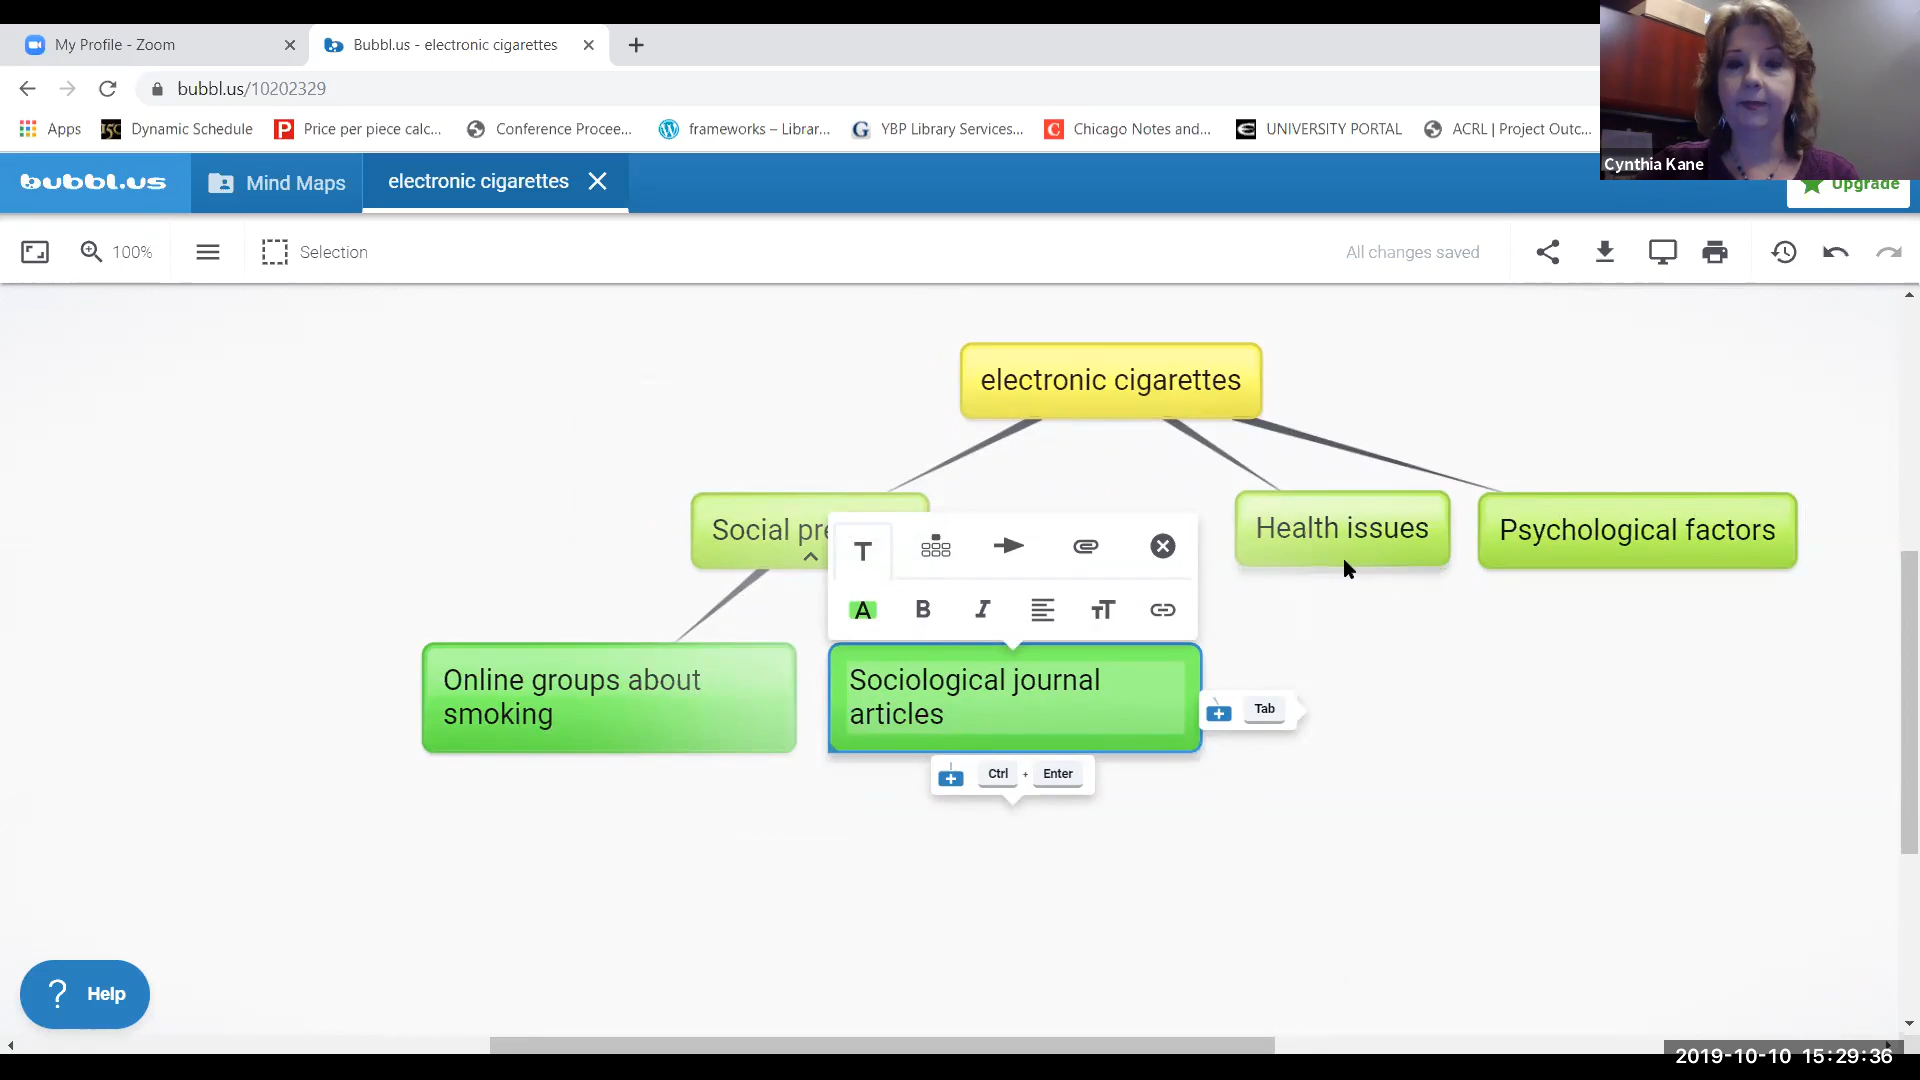 My Profile - Zoom
Bubbl.us - electronic cigarettes
bubbl.us/10202329
Apps
Dynamic Schedule
Price per piece calc...
Conference Procee...
frameworks – Librar...
YBP Library Services...
Chicago Notes and...
UNIVERSITY PORTAL
ACRL | Project Outc...
Cynthia Kane
bubbl.us
Mind Maps
electronic cigarettes
Upgrade
100%
Selection
All changes saved
electronic cigarettes
Social pre
Health issues
Psychological factors
T
A B I TT
Online groups about
smoking
Sociological journal
articles
Tab
Ctrl + Enter
? Help
2019-10-10 15:29:36